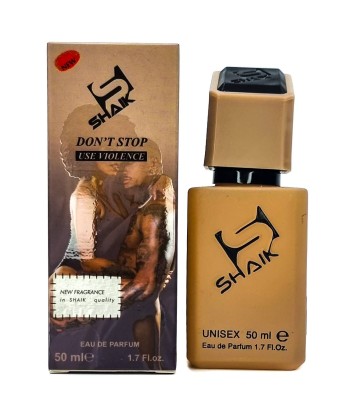 NEW
SHAIK
DON'T STOP
USE VIOLENCE
NEW FRAGRANCE
in SHAIK quality
EAU DE PARFUM
50 ml℮ 1.7 Fl.oz.
SHAIK
UNISEX 50 ml ℮
Eau de Parfum 1.7 Fl.Oz.